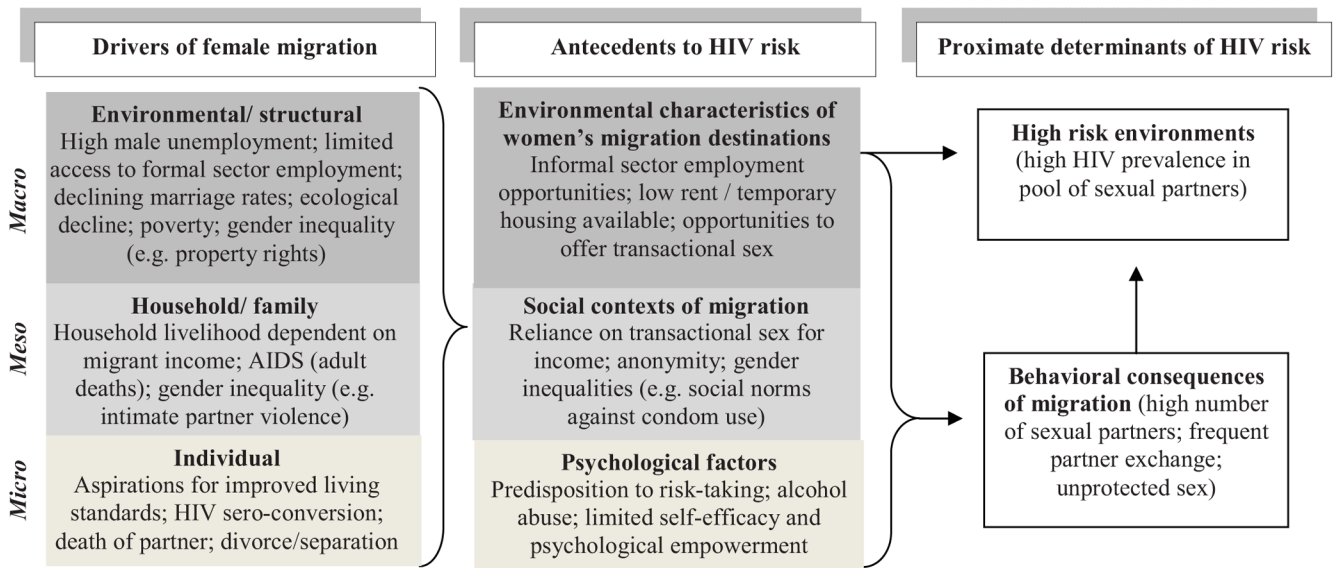 Drivers of female migration
Antecedents to HIV risk
Proximate determinants of HIV risk
Macro
Environmental/ structural
High male unemployment; limited
access to formal sector employment;
declining marriage rates; ecological
decline; poverty; gender inequality
(e.g. property rights)
Environmental characteristics of
women's migration destinations
Informal sector employment
opportunities; low rent / temporary
housing available; opportunities to
offer transactional sex
High risk environments
(high HIV prevalence in
pool of sexual partners)
Meso
Household/ family
Household livelihood dependent on
migrant income; AIDS (adult
deaths); gender inequality (e.g.
intimate partner violence)
Social contexts of migration
Reliance on transactional sex for
income; anonymity; gender
inequalities (e.g. social norms
against condom use)
Behavioral consequences
of migration (high number
of sexual partners; frequent
partner exchange;
unprotected sex)
Micro
Individual
Aspirations for improved living
standards; HIV sero-conversion;
death of partner; divorce/separation
Psychological factors
Predisposition to risk-taking; alcohol
abuse; limited self-efficacy and
psychological empowerment